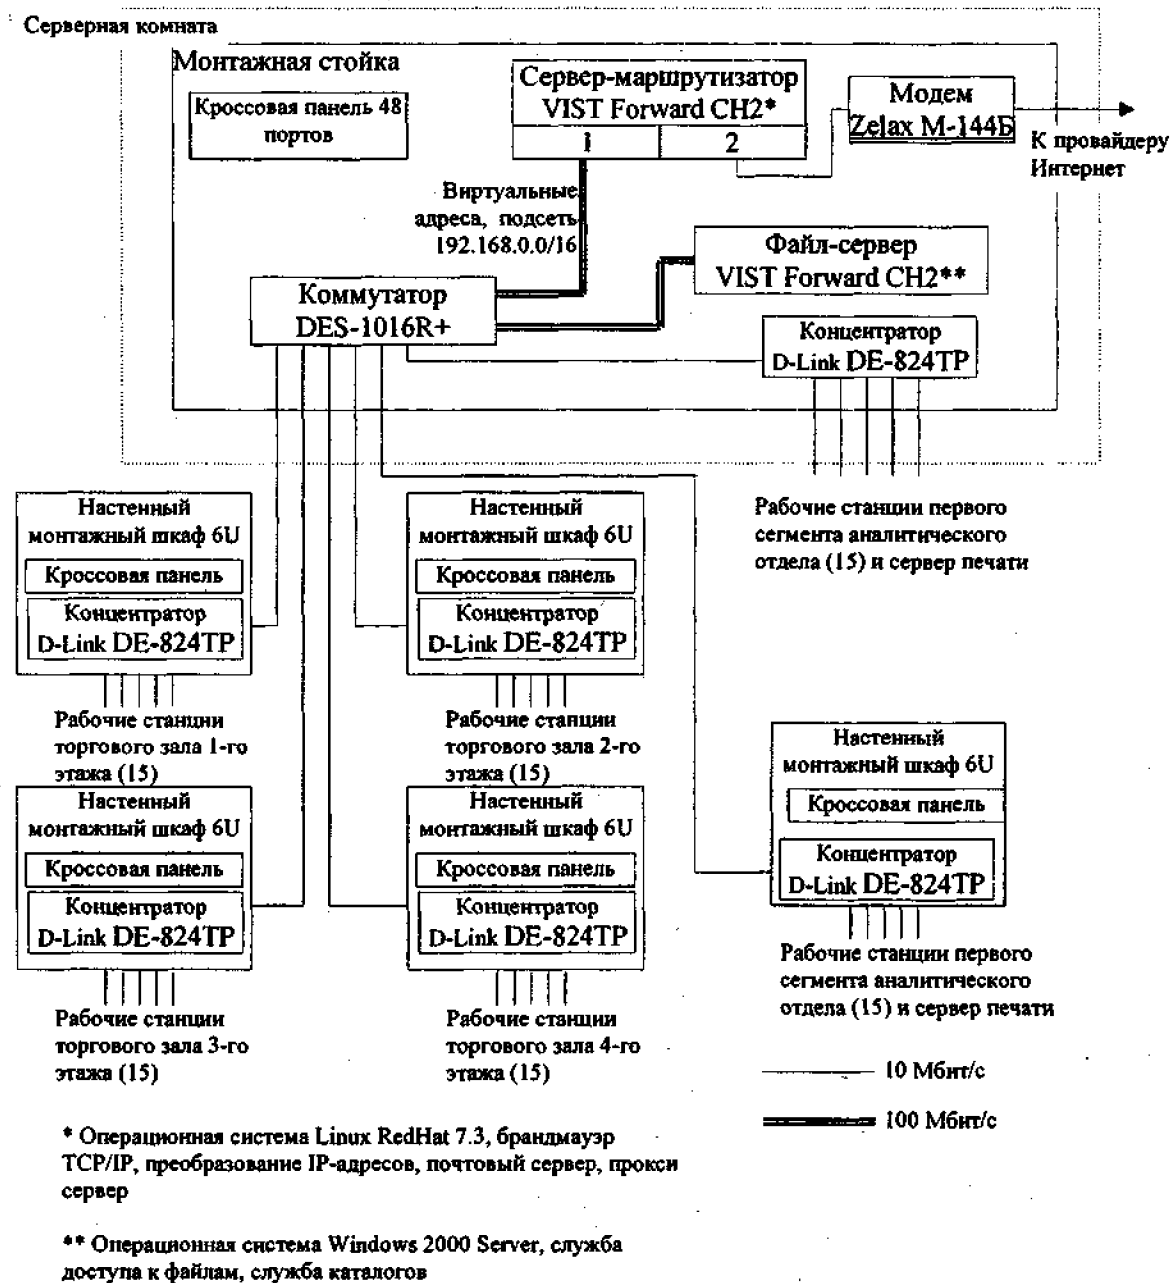 Серверная комната
Монтажная стойка
Кроссовая панель 48
портов
Сервер-маршрутизатор
VIST Forward CH2*
1
2
Модем
Zelax М-144Б
К провайдеру
Интернет
Виртуальные
адреса, подсеть
192.168.0.0/16
Файл-сервер
VIST Forward CH2**
Коммутатор
DES-1016R+
Концентратор
D-Link DE-824TP
Рабочие станции первого
сегмента аналитического
отдела (15) и сервер печати
Настенный
монтажный шкаф 6U
Кроссовая панель
Концентратор
D-Link DE-824TP
Рабочие станции
торгового зала 1-го
этажа (15)
Настенный
монтажный шкаф 6U
Кроссовая панель
Концентратор
D-Link DE-824TP
Рабочие станции
торгового зала 2-го
этажа (15)
Настенный
монтажный шкаф 6U
Кроссовая панель
Концентратор
D-Link DE-824TP
Рабочие станции
торгового зала 3-го
этажа (15)
Настенный
монтажный шкаф 6U
Кроссовая панель
Концентратор
D-Link DE-824TP
Рабочие станции
торгового зала 4-го
этажа (15)
Настенный
монтажный шкаф 6U
Кроссовая панель
Концентратор
D-Link DE-824TP
Рабочие станции первого
сегмента аналитического
отдела (15) и сервер печати
10 Мбит/с
100 Мбит/с
* Операционная система Linux RedHat 7.3, брандмауэр
TCP/IP, преобразование IP-адресов, почтовый сервер, прокси
сервер
** Операционная система Windows 2000 Server, служба
доступа к файлам, служба каталогов